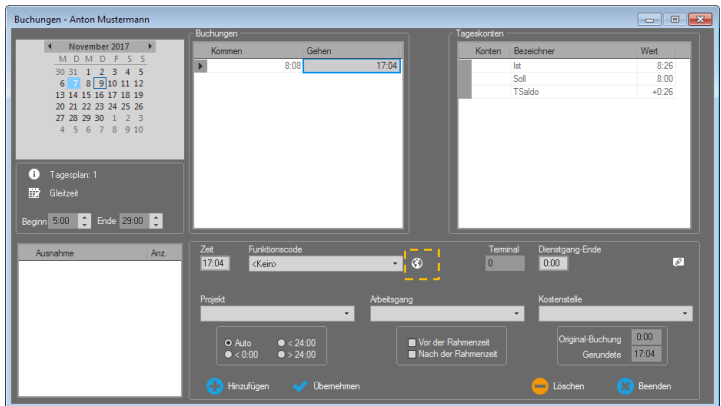 Buchungen - Anton Mustermann
November 2017
M D M D F S S
30 31 1 2 3 4 5
6 7 8 9 10 11 12
13 14 15 16 17 18 19
20 21 22 23 24 25 26
27 28 29 30 1 2 3
4 5 6 7 8 9 10
Tagesplan: 1
Gleitzeit
Beginn 5:00 Ende 29:00
Ausnahme Anz.
Buchungen
Kommen Gehen
8:08 17:04
Tageskonten
Konten Bezeichner Wert
Ist 8:26
Soll 8:00
TSaldo +0:26
Zeit Funktionscode Terminal Dienstgang-Ende
17:04 <Kein> 0 0:00
Projekt Arbeitsgang Kostenstelle
Auto < 24:00
< 0:00 > 24:00
Vor der Rahmenzeit
Nach der Rahmenzeit
Original-Buchung 0:00
Gerundete 17:04
Hinzufügen Übernehmen Löschen Beenden